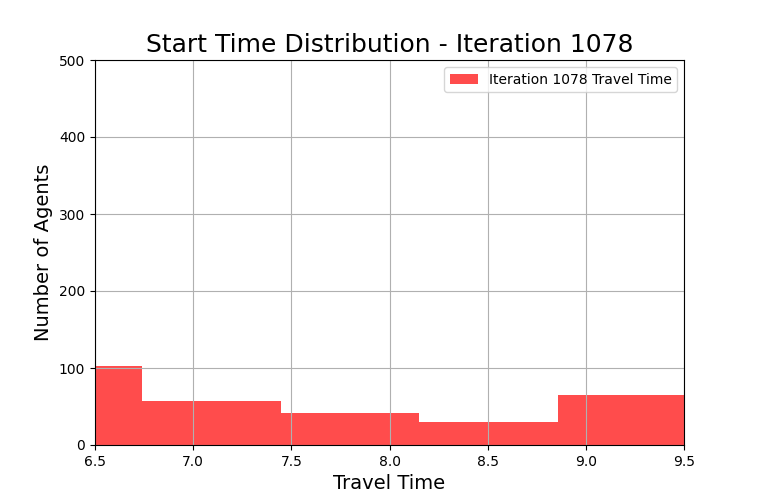 Start Time Distribution - Iteration 1078
Iteration 1078 Travel Time
Number of Agents
500
400
300
200
100
0
6.5 7.0 7.5 8.0 8.5 9.0 9.5
Travel Time